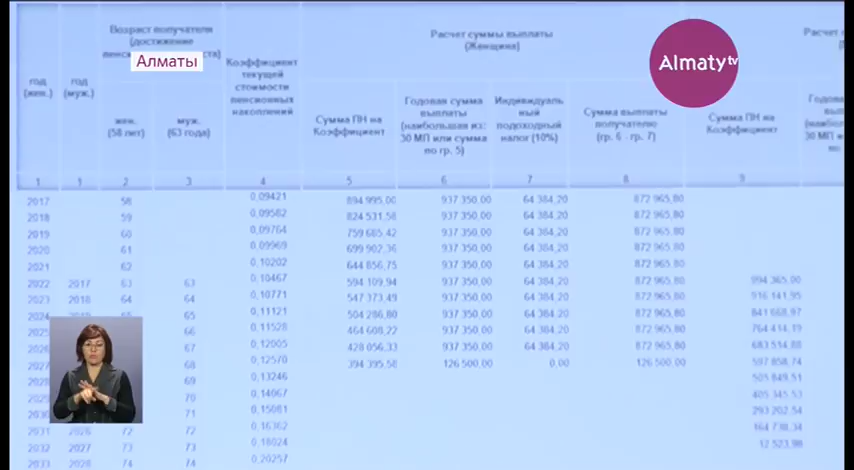 Возраст получателя
(достижение
Алматы
Almaty tv
Расчет суммы выплаты
(Женщина)
год
(жен.)
год
(муж.)
жен.
(58 лет)
муж.
(63 года)
Коэффициент
текущей
стоимости
пенсионных
накоплений
Сумма ПН на
Коэффициент
Годовая сумма
выплаты
(наибольшая из:
30 МП или сумма
по гр. 5)
Индивидуаль
ный
подоходный
налог (10%)
Сумма выплаты
получателю
(гр. 6 - гр. 7)
Сумма ПН на
Коэффициент
1 1 2 3 4 5 6 7 8 9
2017 58 0,09421 894 995,00 937 350,00 64 384,20 872 965,80
2018 59 0,09582 824 531,58 937 350,00 64 384,20 872 965,80
2019 60 0,09764 759 685,42 937 350,00 64 384,20 872 965,80
2020 61 0,09969 699 902,36 937 350,00 64 384,20 872 965,80
2021 62 0,10202 644 856,75 937 350,00 64 384,20 872 965,80
2022 2017 63 63 0,10467 594 109,94 937 350,00 64 384,20 872 965,80 994 365,00
2023 2018 64 64 0,10771 547 373,49 937 350,00 64 384,20 872 965,80 916 141,95
2024 65 0,11121 504 286,80 937 350,00 64 384,20 872 965,80 841 668,97
2025 66 0,11528 464 608,22 937 350,00 64 384,20 872 965,80 764 414,19
2026 67 0,12005 428 056,33 937 350,00 64 384,20 872 965,80 683 514,88
2027 68 0,12570 394 395,58 126 500,00 0,00 126 500,00 597 858,74
69 0,13246 505 849,51
70 0,14067 405 345,53
71 0,15081 293 202,54
2031 72 72 0,16362 164 738,34
2032 2027 73 73 0,18024 12 523,98
2033 2028 74 74 0,20257